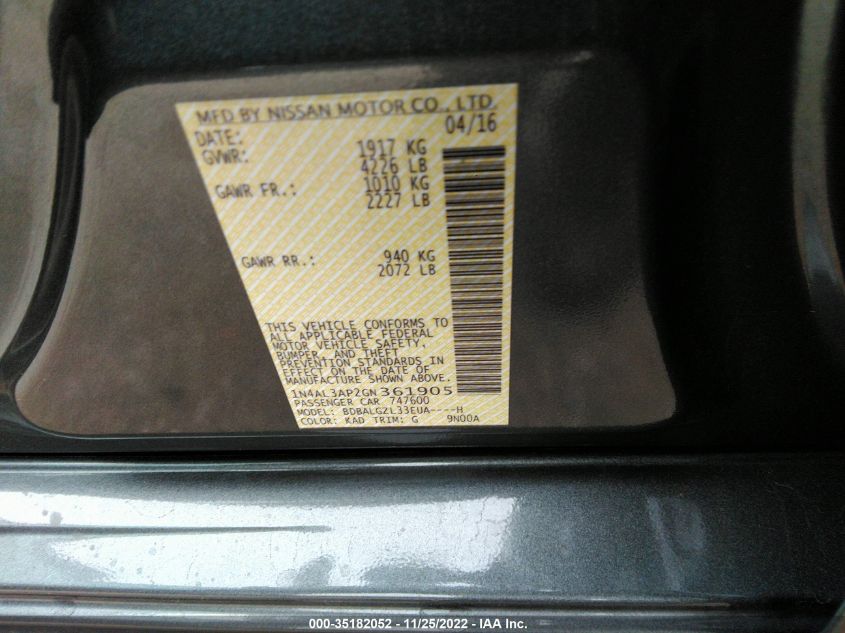 MFD BY NISSAN MOTOR CO., LTD.
DATE: 04/16
GVWR: 1917 KG
4226 LB
GAWR FR.: 1010 KG
2227 LB
GAWR RR.: 940 KG
2072 LB
THIS VEHICLE CONFORMS TO
ALL APPLICABLE FEDERAL
MOTOR VEHICLE SAFETY,
BUMPER, AND THEFT
PREVENTION STANDARDS IN
EFFECT ON THE DATE OF
MANUFACTURE SHOWN ABOVE.
1N4AL3AP2GN361905
PASSENGER CAR 747600
MODEL: BDBALGZL33EUA----H
COLOR: KAD TRIM: G 9N00A
000-35182052 - 11/25/2022 - IAA Inc.